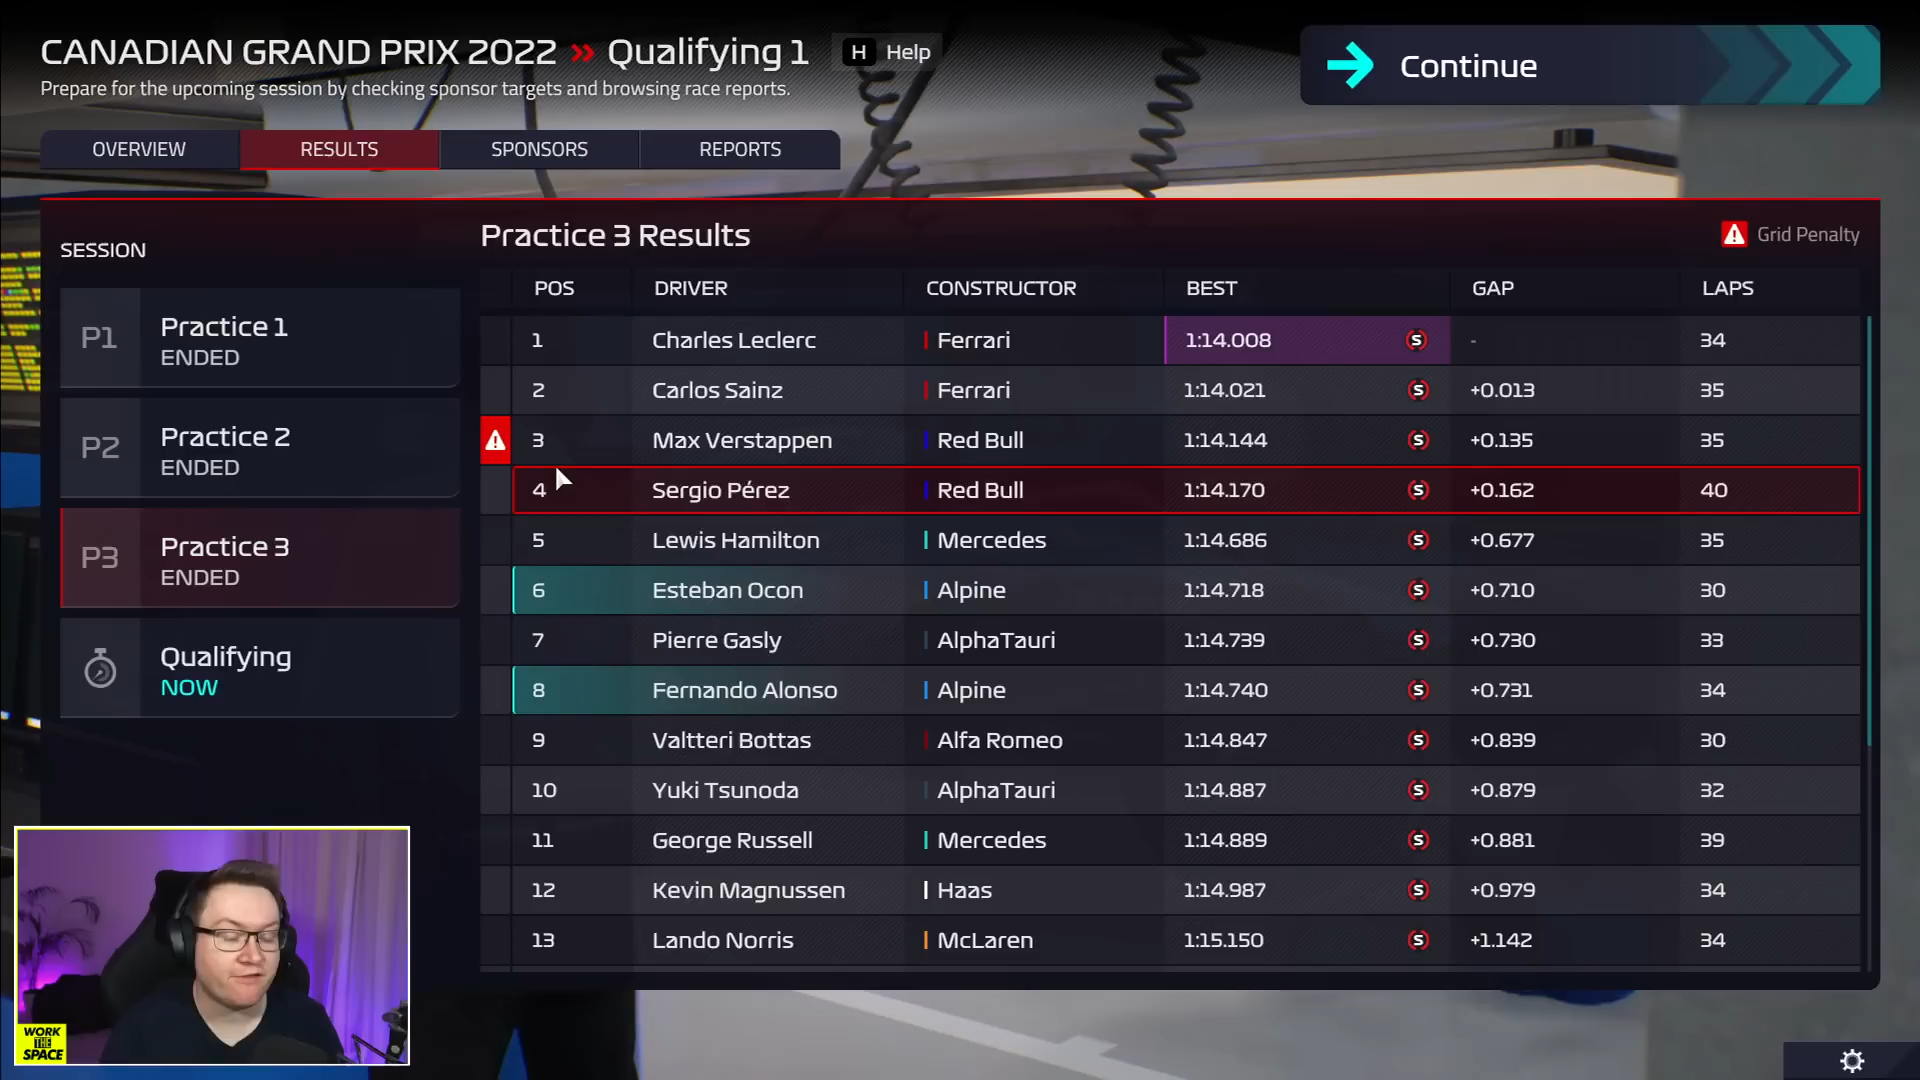 CANADIAN GRAND PRIX 2022 » Qualifying 1 H Help
Prepare for the upcoming session by checking sponsor targets and browsing race reports.
Continue
OVERVIEW RESULTS SPONSORS REPORTS
SESSION
P1 Practice 1
ENDED
P2 Practice 2
ENDED
P3 Practice 3
ENDED
Qualifying
NOW
Practice 3 Results
Grid Penalty
POS DRIVER CONSTRUCTOR BEST GAP LAPS
1 Charles Leclerc Ferrari 1:14.008 S - 34
2 Carlos Sainz Ferrari 1:14.021 S +0.013 35
3 Max Verstappen Red Bull 1:14.144 S +0.135 35
4 Sergio Pérez Red Bull 1:14.170 S +0.162 40
5 Lewis Hamilton Mercedes 1:14.686 S +0.677 35
6 Esteban Ocon Alpine 1:14.718 S +0.710 30
7 Pierre Gasly AlphaTauri 1:14.739 S +0.730 33
8 Fernando Alonso Alpine 1:14.740 S +0.731 34
9 Valtteri Bottas Alfa Romeo 1:14.847 S +0.839 30
10 Yuki Tsunoda AlphaTauri 1:14.887 S +0.879 32
11 George Russell Mercedes 1:14.889 S +0.881 39
12 Kevin Magnussen Haas 1:14.987 S +0.979 34
13 Lando Norris McLaren 1:15.150 S +1.142 34
WORK
THE
SPACE